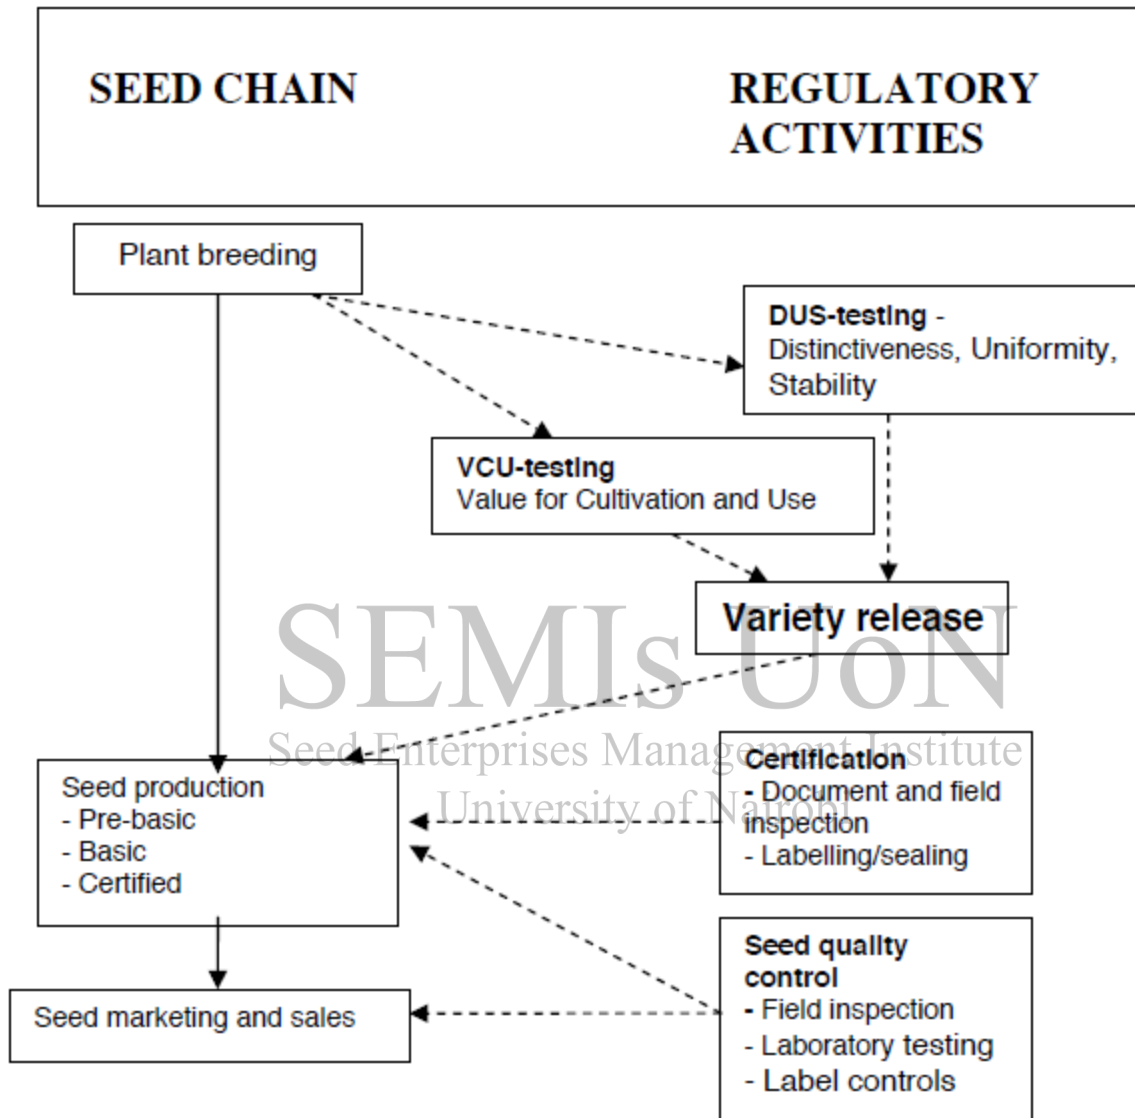 SEED CHAIN
REGULATORY
ACTIVITIES
Plant breeding
DUS-testing -
Distinctiveness, Uniformity,
Stability
VCU-testing
Value for Cultivation and Use
Variety release
SEMIs UoN
Seed Enterprises Management Institute
University of Nairobi
Seed production
- Pre-basic
- Basic
- Certified
Certification
- Document and field
inspection
- Labelling/sealing
Seed marketing and sales
Seed quality
control
- Field inspection
- Laboratory testing
- Label controls